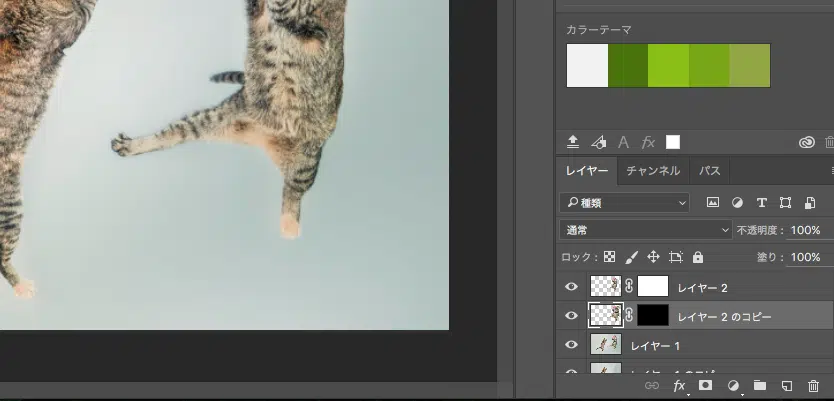 カラーテーマ
A fx
レイヤー チャンネル パス
種類 T
通常 不透明度： 100%
ロック： 塗り： 100%
レイヤー 2
レイヤー 2 のコピー
レイヤー 1
fx